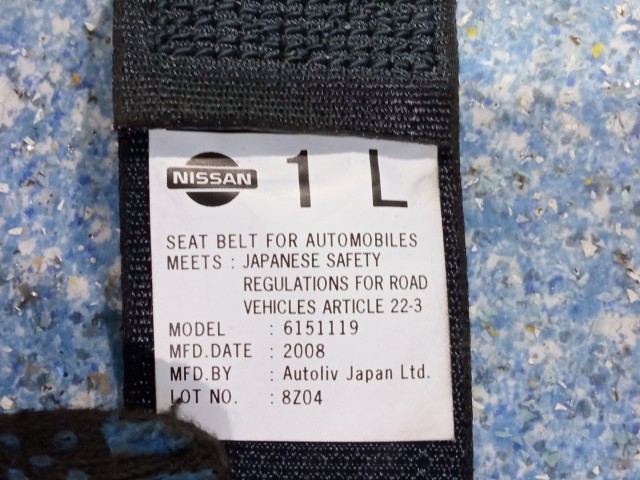 NISSAN 1 L
SEAT BELT FOR AUTOMOBILES
MEETS : JAPANESE SAFETY
REGULATIONS FOR ROAD
VEHICLES ARTICLE 22-3
MODEL : 6151119
MFD.DATE : 2008
MFD.BY : Autoliv Japan Ltd.
LOT NO. : 8Z04